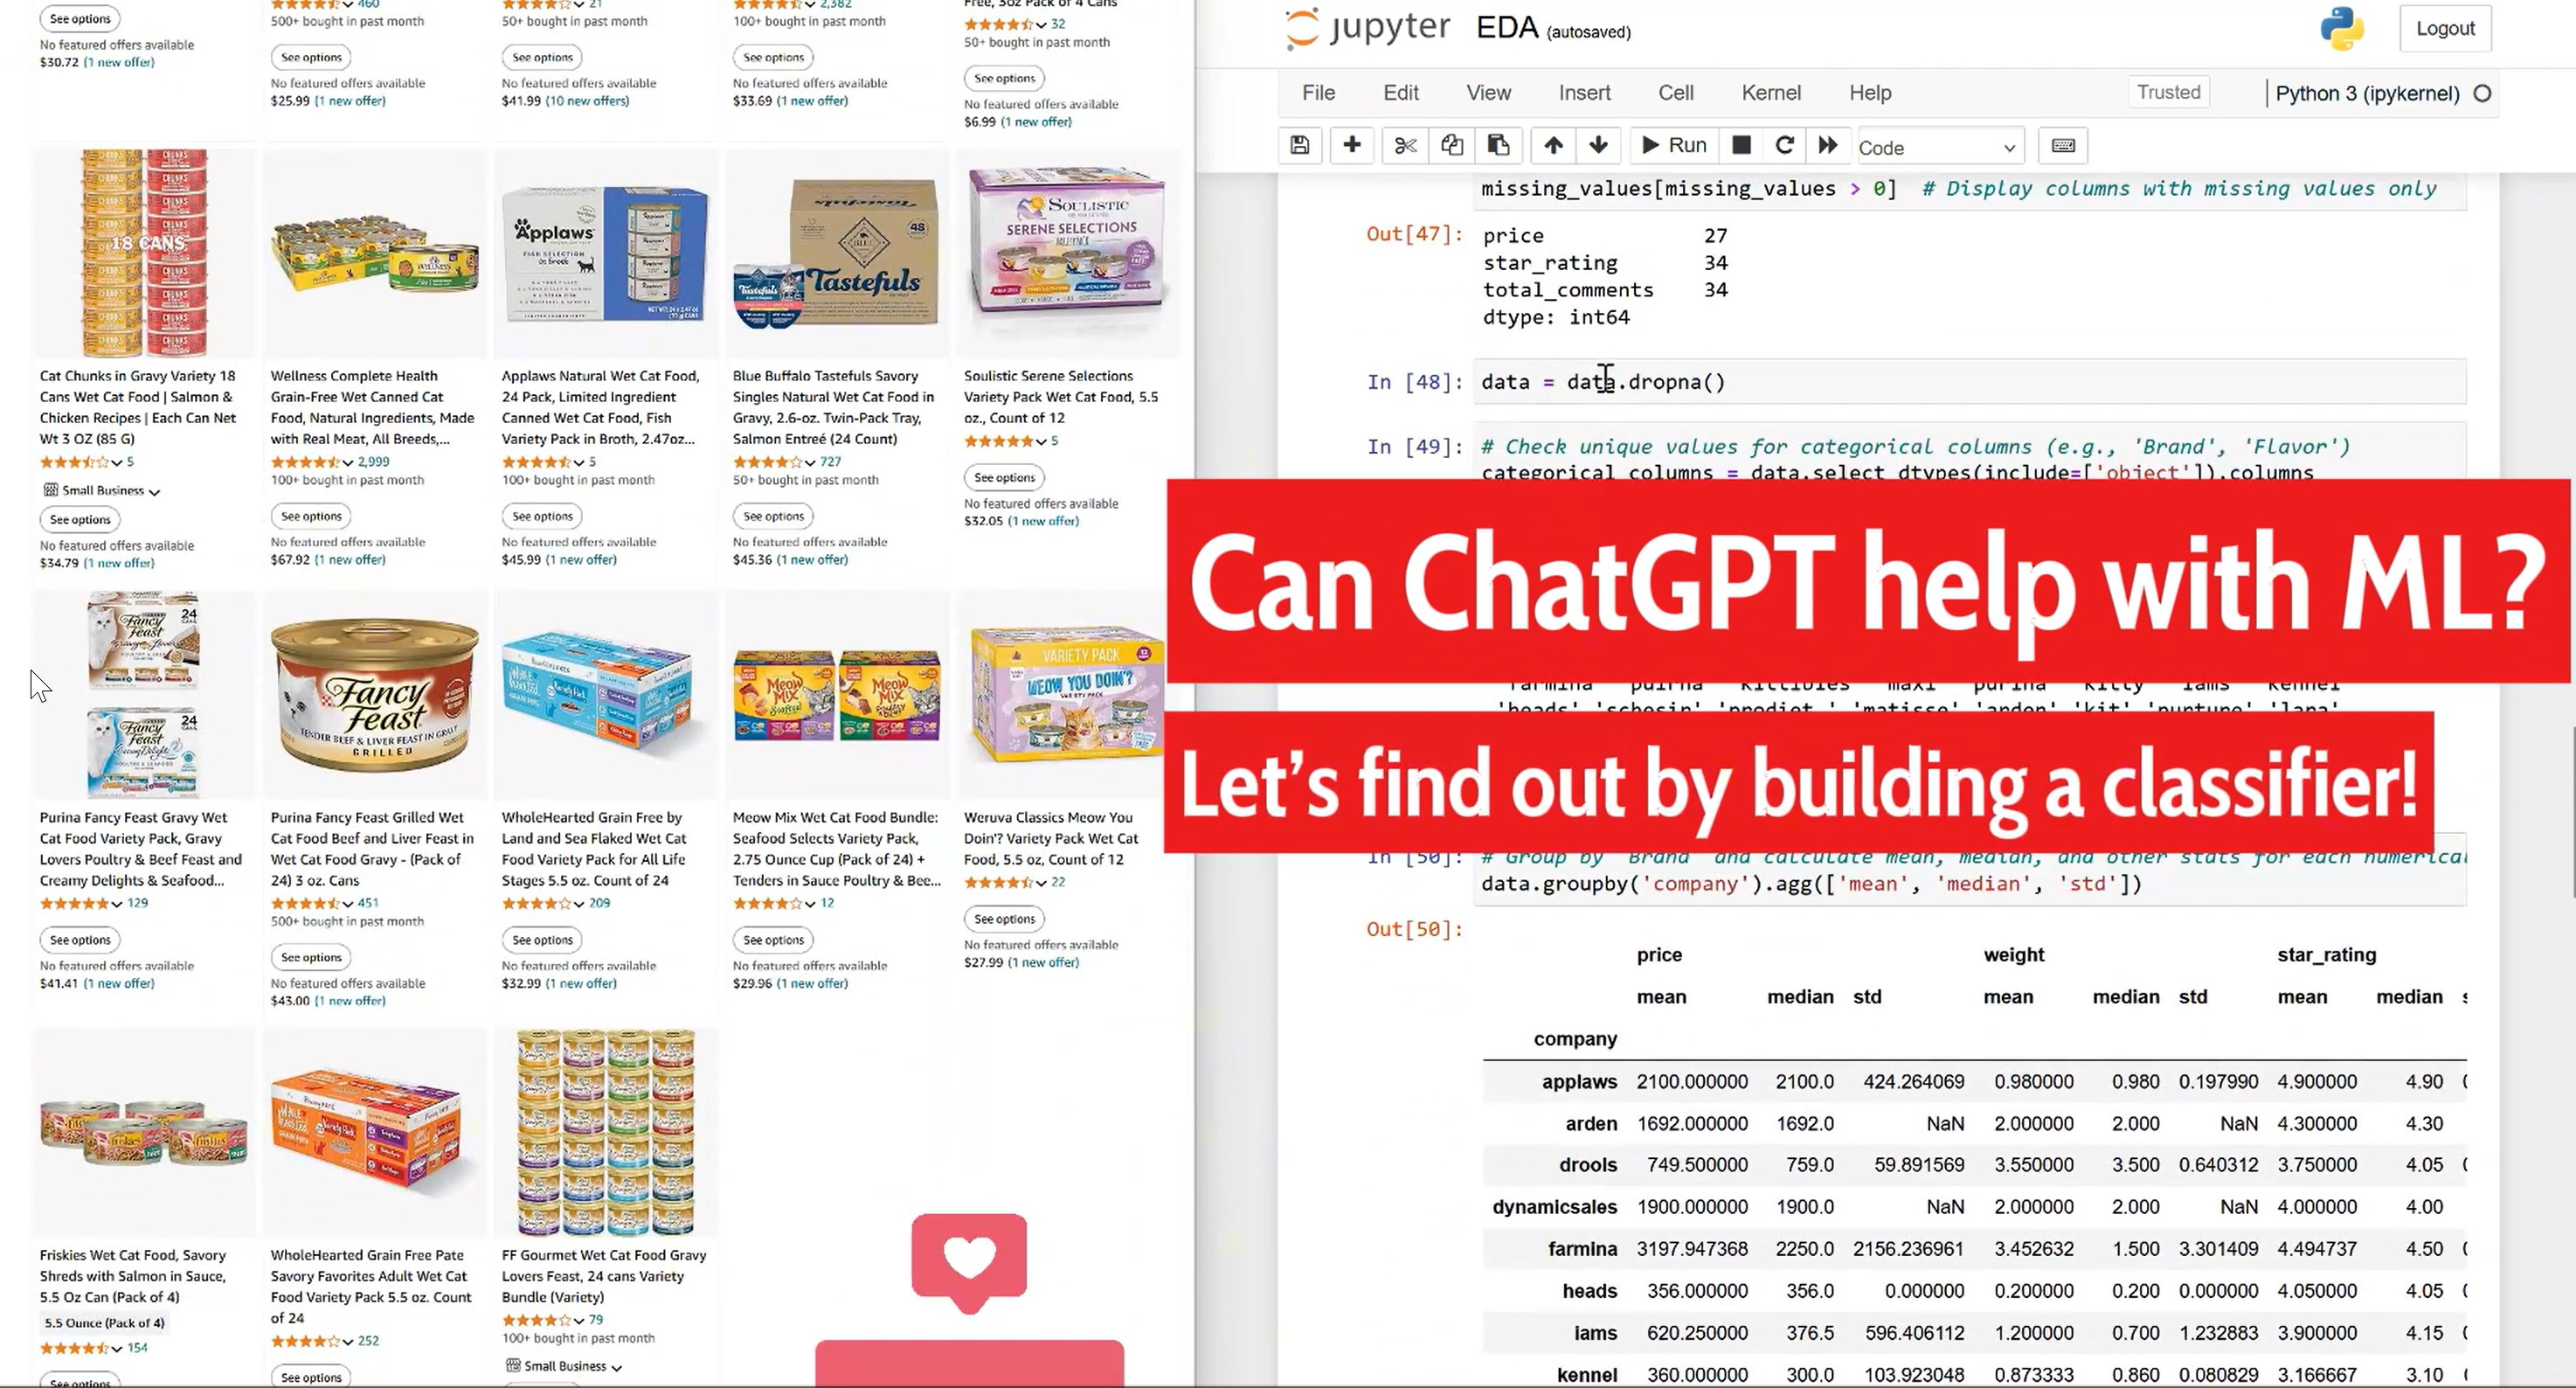 See options
No featured offers available
$30.72 (1 new offer)
460
500+ bought in past month
See options
No featured offers available
$25.99 (1 new offer)
21
50+ bought in past month
See options
No featured offers available
$41.99 (10 new offers)
2,382
100+ bought in past month
See options
No featured offers available
$33.69 (1 new offer)
Free, 3oz Pack of 4 Cans
32
50+ bought in past month
See options
No featured offers available
$6.99 (1 new offer)
18 CANS
Applaws
Tastefuls
48
Tastefuls
SOULISTIC
SERENE SELECTIONS
Cat Chunks in Gravy Variety 18
Cans Wet Cat Food | Salmon &
Chicken Recipes | Each Can Net
Wt 3 OZ (85 G)
5
Small Business
See options
No featured offers available
$34.79 (1 new offer)
Wellness Complete Health
Grain-Free Wet Canned Cat
Food, Natural Ingredients, Made
with Real Meat, All Breeds,...
2,999
100+ bought in past month
See options
No featured offers available
$67.92 (1 new offer)
Applaws Natural Wet Cat Food,
24 Pack, Limited Ingredient
Canned Wet Cat Food, Fish
Variety Pack in Broth, 2.47oz...
5
100+ bought in past month
See options
No featured offers available
$45.99 (1 new offer)
Blue Buffalo Tastefuls Savory
Singles Natural Wet Cat Food in
Gravy, 2.6-oz. Twin-Pack Tray,
Salmon Entreé (24 Count)
727
50+ bought in past month
See options
No featured offers available
$45.36 (1 new offer)
Soulistic Serene Selections
Variety Pack Wet Cat Food, 5.5
oz., Count of 12
5
See options
No featured offers available
$32.05 (1 new offer)
24
Fancy
Feast
24
Fancy
Feast
Fancy
Feast
TENDER BEEF & LIVER FEAST IN GRAVY
GRILLED
Variety Pack
Meow
Mix
Meow
Mix
VARIETY PACK
MEOW YOU DOIN'?
Purina Fancy Feast Gravy Wet
Cat Food Variety Pack, Gravy
Lovers Poultry & Beef Feast and
Creamy Delights & Seafood...
129
See options
No featured offers available
$41.41 (1 new offer)
Purina Fancy Feast Grilled Wet
Cat Food Beef and Liver Feast in
Wet Cat Food Gravy - (Pack of
24) 3 oz. Cans
451
500+ bought in past month
See options
No featured offers available
$43.00 (1 new offer)
WholeHearted Grain Free by
Land and Sea Flaked Wet Cat
Food Variety Pack for All Life
Stages 5.5 oz. Count of 24
209
See options
No featured offers available
$32.99 (1 new offer)
Meow Mix Wet Cat Food Bundle:
Seafood Selects Variety Pack,
2.75 Ounce Cup (Pack of 24) +
Tenders in Sauce Poultry & Bee...
12
See options
No featured offers available
$29.96 (1 new offer)
Weruva Classics Meow You
Doin'? Variety Pack Wet Cat
Food, 5.5 oz, Count of 12
22
See options
No featured offers available
$27.99 (1 new offer)
Friskies Wet Cat Food, Savory
Shreds with Salmon in Sauce,
5.5 Oz Can (Pack of 4)
5.5 Ounce (Pack of 4)
154
See options
WholeHearted Grain Free Pate
Savory Favorites Adult Wet Cat
Food Variety Pack 5.5 oz. Count
of 24
252
See options
FF Gourmet Wet Cat Food Gravy
Lovers Feast, 24 cans Variety
Bundle (Variety)
79
100+ bought in past month
Small Business
jupyter EDA (autosaved)
Logout
File Edit View Insert Cell Kernel Help Trusted Python 3 (ipykernel)
Run Code
missing_values[missing_values > 0] # Display columns with missing values only
Out[47]: price 27
star_rating 34
total_comments 34
dtype: int64
In [48]: data = data.dropna()
In [49]: # Check unique values for categorical columns (e.g., 'Brand', 'Flavor')
categorical_columns = data.select_dtypes(include=['object']).columns
Can ChatGPT help with ML?
Let's find out by building a classifier!
In [50]: # Group by 'Brand' and calculate mean, median, and other stats for each numerical
data.groupby('company').agg(['mean', 'median', 'std'])
Out[50]:
price weight star_rating
mean median std mean median std mean median
company
applaws 2100.000000 2100.0 424.264069 0.980000 0.980 0.197990 4.900000 4.90
arden 1692.000000 1692.0 NaN 2.000000 2.000 NaN 4.300000 4.30
drools 749.500000 759.0 59.891569 3.550000 3.500 0.640312 3.750000 4.05
dynamicsales 1900.000000 1900.0 NaN 2.000000 2.000 NaN 4.000000 4.00
farmina 3197.947368 2250.0 2156.236961 3.452632 1.500 3.301409 4.494737 4.50
heads 356.000000 356.0 0.000000 0.200000 0.200 0.000000 4.050000 4.05
iams 620.250000 376.5 596.406112 1.200000 0.700 1.232883 3.900000 4.15
kennel 360.000000 300.0 103.923048 0.873333 0.860 0.080829 3.166667 3.10